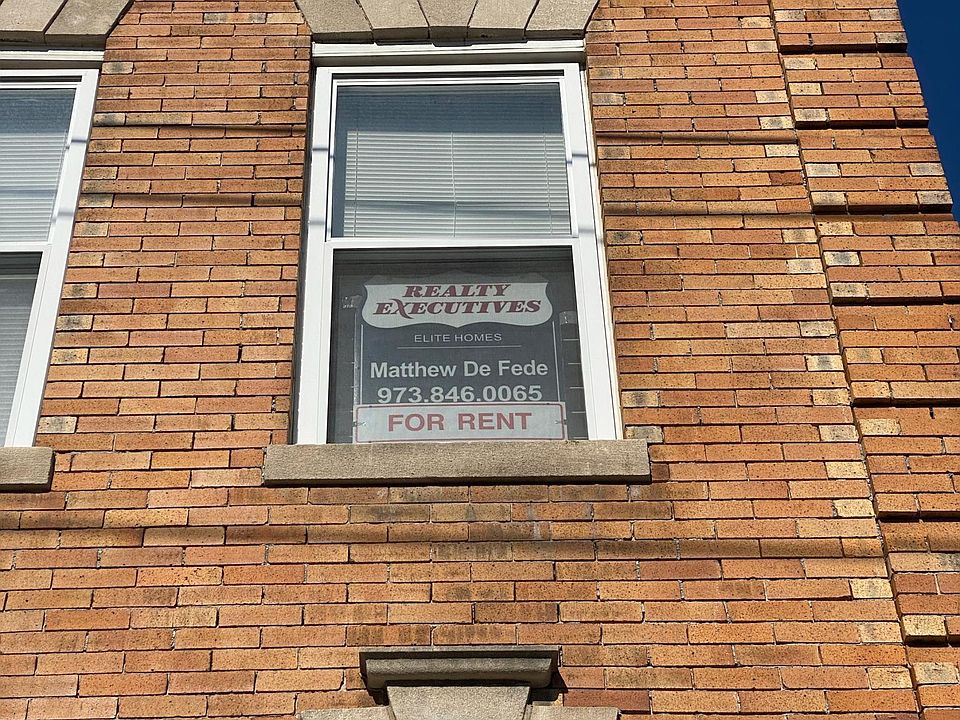 REALTY
EXECUTIVES
ELITE HOMES
Matthew De Fede
973.846.0065
FOR RENT